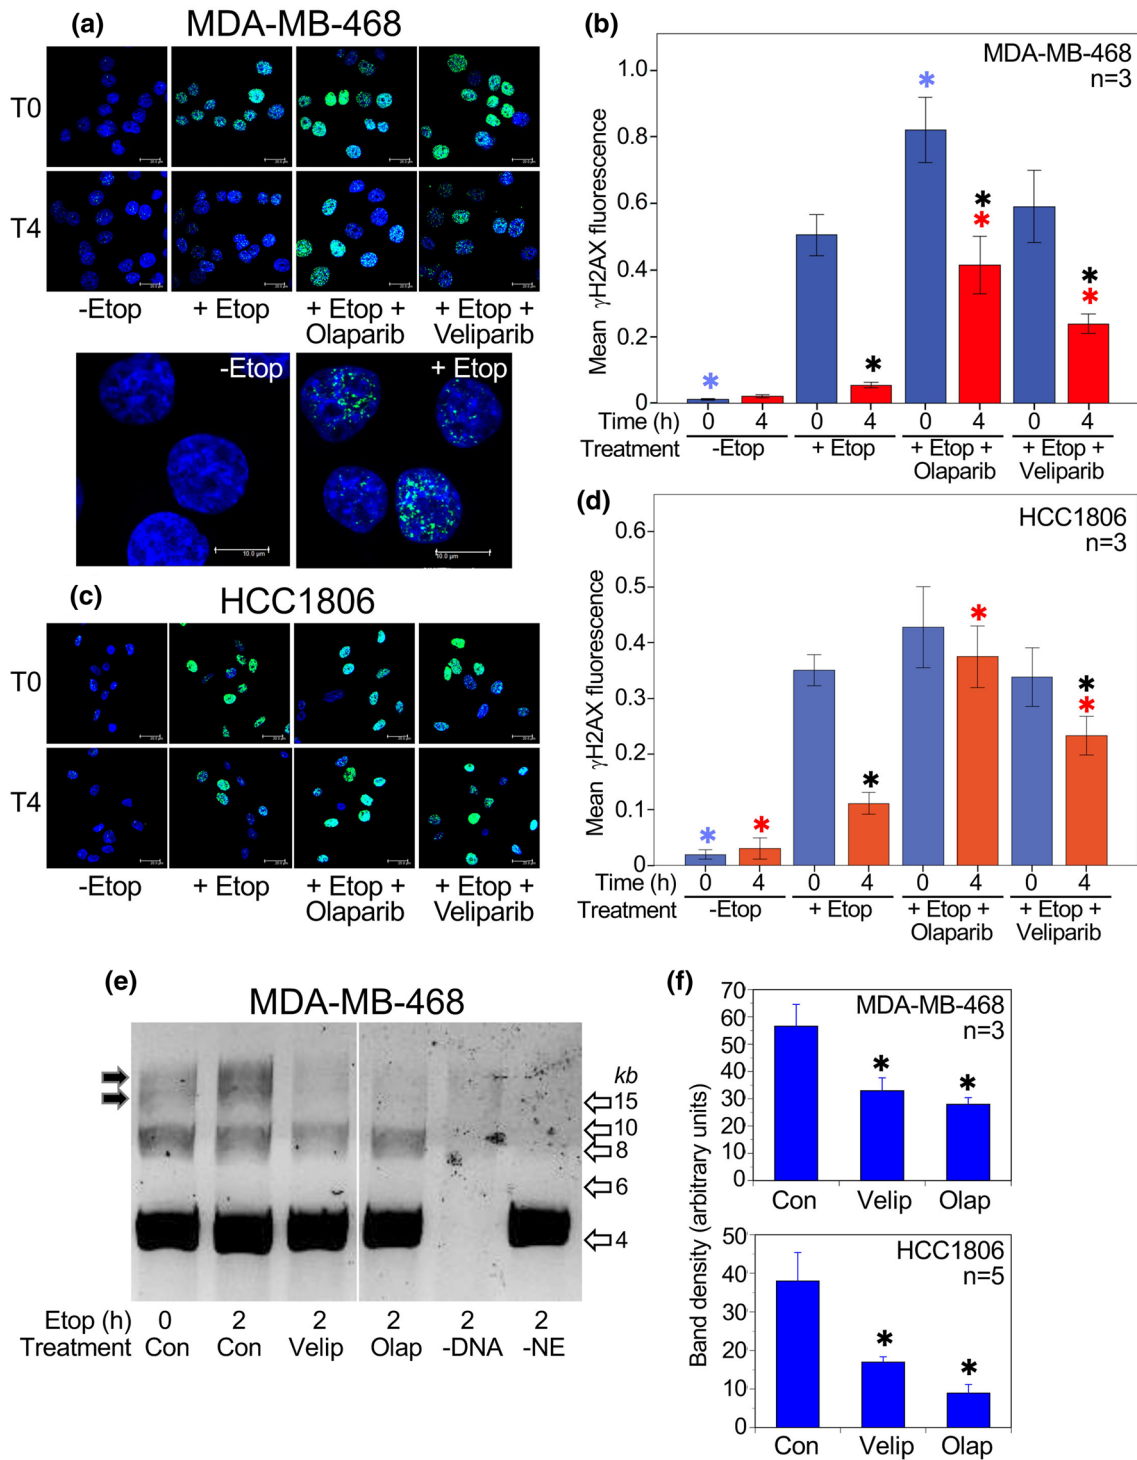 (a)
MDA-MB-468
T0
T4
-Etop
+ Etop
+ Etop +
Olaparib
+ Etop +
Veliparib
-Etop
+ Etop
10.0 µm
10.0 µm
(b)
MDA-MB-468
n=3
Mean γH2AX fluorescence
1.0
0.8
0.6
0.4
0.2
0
Time (h) 0 4 0 4 0 4 0 4
Treatment -Etop + Etop + Etop + + Etop +
Olaparib Veliparib
(c)
HCC1806
T0
T4
-Etop
+ Etop
+ Etop +
Olaparib
+ Etop +
Veliparib
(d)
HCC1806
n=3
Mean γH2AX fluorescence
0.6
0.5
0.4
0.3
0.2
0.1
0
Time (h) 0 4 0 4 0 4 0 4
Treatment -Etop + Etop + Etop + + Etop +
Olaparib Veliparib
(e)
MDA-MB-468
kb
15
10
8
6
4
Etop (h) 0 2 2 2 2 2
Treatment Con Con Velip Olap -DNA -NE
(f)
Band density (arbitrary units)
MDA-MB-468
n=3
70
60
50
40
30
20
10
0
Con Velip Olap
HCC1806
n=5
50
40
30
20
10
0
Con Velip Olap